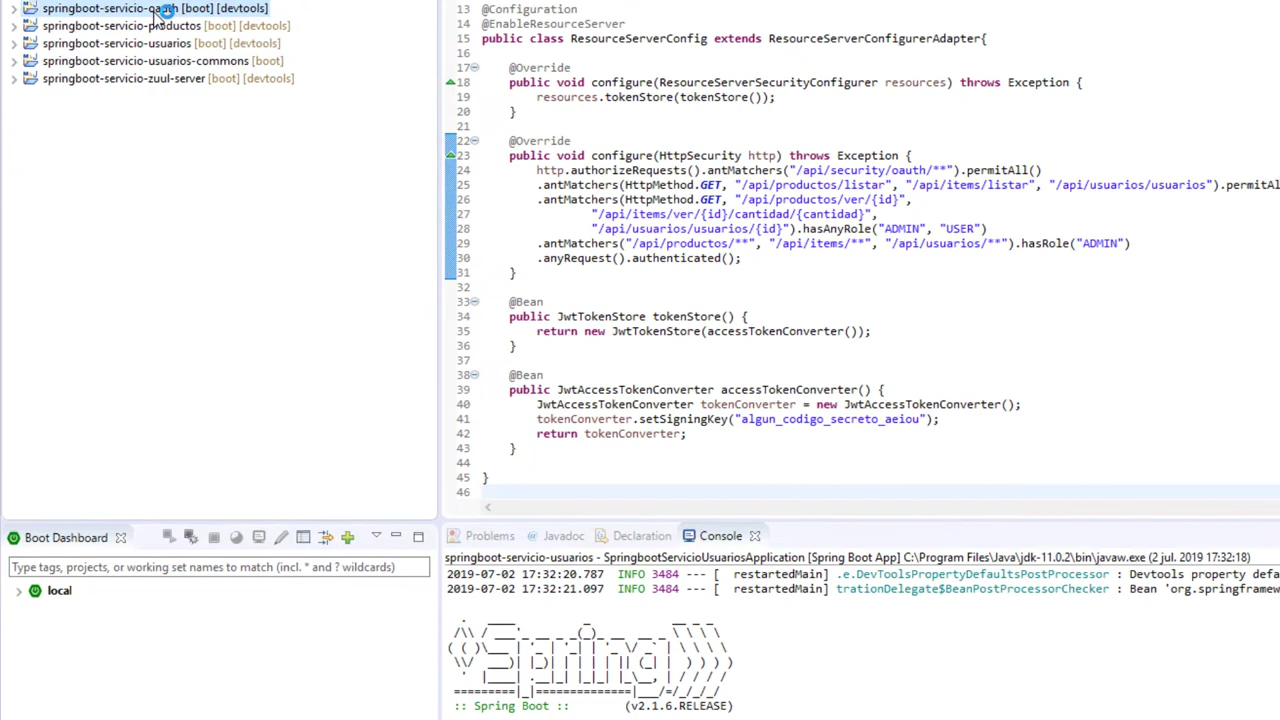 springboot-servicio-oauth [boot] [devtools]
springboot-servicio-productos [boot] [devtools]
springboot-servicio-usuarios [boot] [devtools]
springboot-servicio-usuarios-commons [boot]
springboot-servicio-zuul-server [boot] [devtools]
13 @Configuration
14 @EnableResourceServer
15 public class ResourceServerConfig extends ResourceServerConfigurerAdapter{
16
17 @Override
18 public void configure(ResourceServerSecurityConfigurer resources) throws Exception {
19 resources.tokenStore(tokenStore());
20 }
21
22 @Override
23 public void configure(HttpSecurity http) throws Exception {
24 http.authorizeRequests().antMatchers("/api/security/oauth/**").permitAll()
25 .antMatchers(HttpMethod.GET, "/api/productos/listar", "/api/items/listar", "/api/usuarios/usuarios").permitAl
26 .antMatchers(HttpMethod.GET, "/api/productos/ver/{id}",
27 "/api/items/ver/{id}/cantidad/{cantidad}",
28 "/api/usuarios/usuarios/{id}").hasAnyRole("ADMIN", "USER")
29 .antMatchers("/api/productos/**", "/api/items/**", "/api/usuarios/**").hasRole("ADMIN")
30 .anyRequest().authenticated();
31 }
32
33 @Bean
34 public JwtTokenStore tokenStore() {
35 return new JwtTokenStore(accessTokenConverter());
36 }
37
38 @Bean
39 public JwtAccessTokenConverter accessTokenConverter() {
40 JwtAccessTokenConverter tokenConverter = new JwtAccessTokenConverter();
41 tokenConverter.setSigningKey("algun_codigo_secreto_aeiou");
42 return tokenConverter;
43 }
44
45 }
46
Boot Dashboard
Type tags, projects, or working set names to match (incl. * and ? wildcards)
local
Problems Javadoc Declaration Console
springboot-servicio-usuarios - SpringbootServicioUsuariosApplication [Spring Boot App] C:\Program Files\Java\jdk-11.0.2\bin\javaw.exe (2 jul. 2019 17:32:18)
2019-07-02 17:32:20.787 INFO 3484 --- [ restartedMain] .e.DevToolsPropertyDefaultsPostProcessor : Devtools property defa
2019-07-02 17:32:21.097 INFO 3484 --- [ restartedMain] trationDelegate$BeanPostProcessorChecker : Bean 'org.springframew
:: Spring Boot :: (v2.1.6.RELEASE)